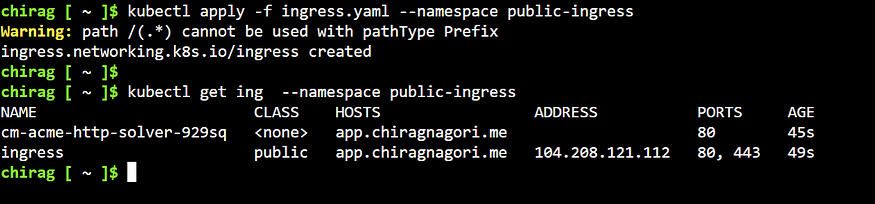 chirag [ ~ ]$ kubectl apply -f ingress.yaml --namespace public-ingress
Warning: path /(.*) cannot be used with pathType Prefix
ingress.networking.k8s.io/ingress created
chirag [ ~ ]$
chirag [ ~ ]$ kubectl get ing  --namespace public-ingress
NAME                        CLASS    HOSTS                 ADDRESS           PORTS     AGE
cm-acme-http-solver-929sq   <none>   app.chiragnagori.me                     80        45s
ingress                     public   app.chiragnagori.me   104.208.121.112   80, 443   49s
chirag [ ~ ]$